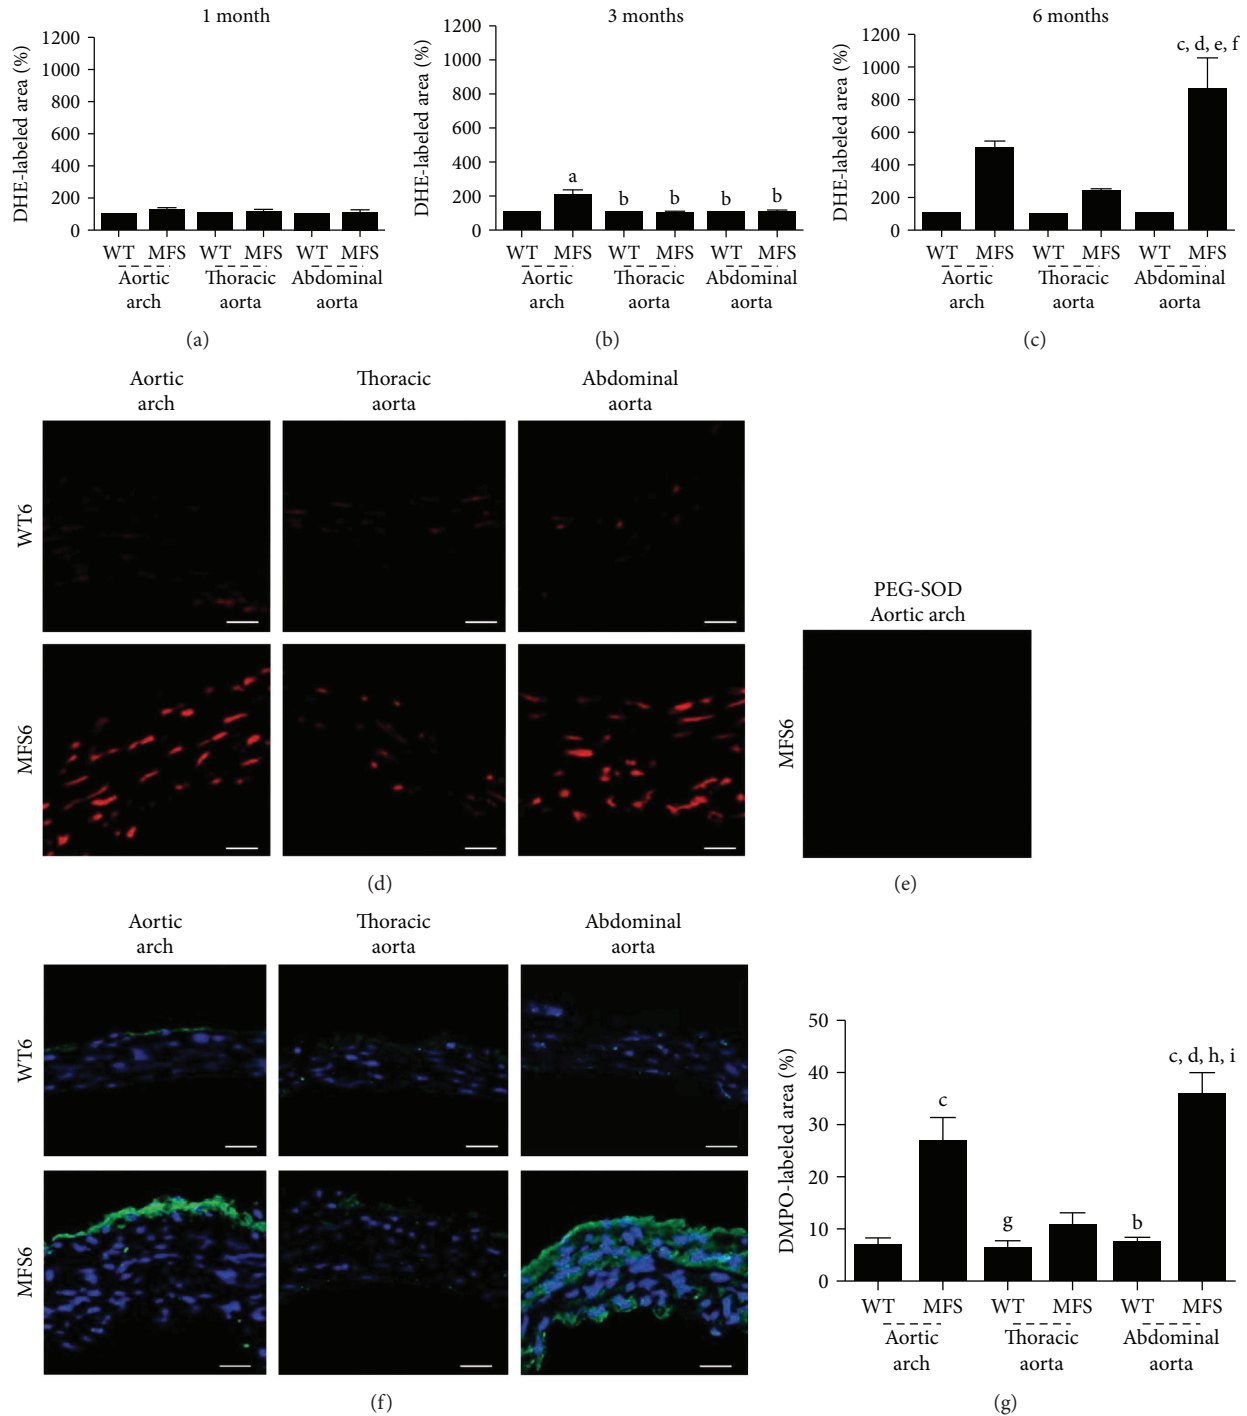 1 month
DHE-labeled area (%)
1200
1000
800
600
400
200
0
WT MFS WT MFS WT MFS
Aortic arch
Thoracic aorta
Abdominal aorta
(a)
3 months
DHE-labeled area (%)
1200
1000
800
600
400
200
0
a
b b b b
WT MFS WT MFS WT MFS
Aortic arch
Thoracic aorta
Abdominal aorta
(b)
6 months
DHE-labeled area (%)
1200
1000
800
600
400
200
0
c, d, e, f
WT MFS WT MFS WT MFS
Aortic arch
Thoracic aorta
Abdominal aorta
(c)
Aortic arch
Thoracic aorta
Abdominal aorta
WT6
MFS6
(d)
PEG-SOD
Aortic arch
MFS6
(e)
Aortic arch
Thoracic aorta
Abdominal aorta
WT6
MFS6
(f)
DMPO-labeled area (%)
50
40
30
20
10
0
c
g
b
c, d, h, i
WT MFS WT MFS WT MFS
Aortic arch
Thoracic aorta
Abdominal aorta
(g)